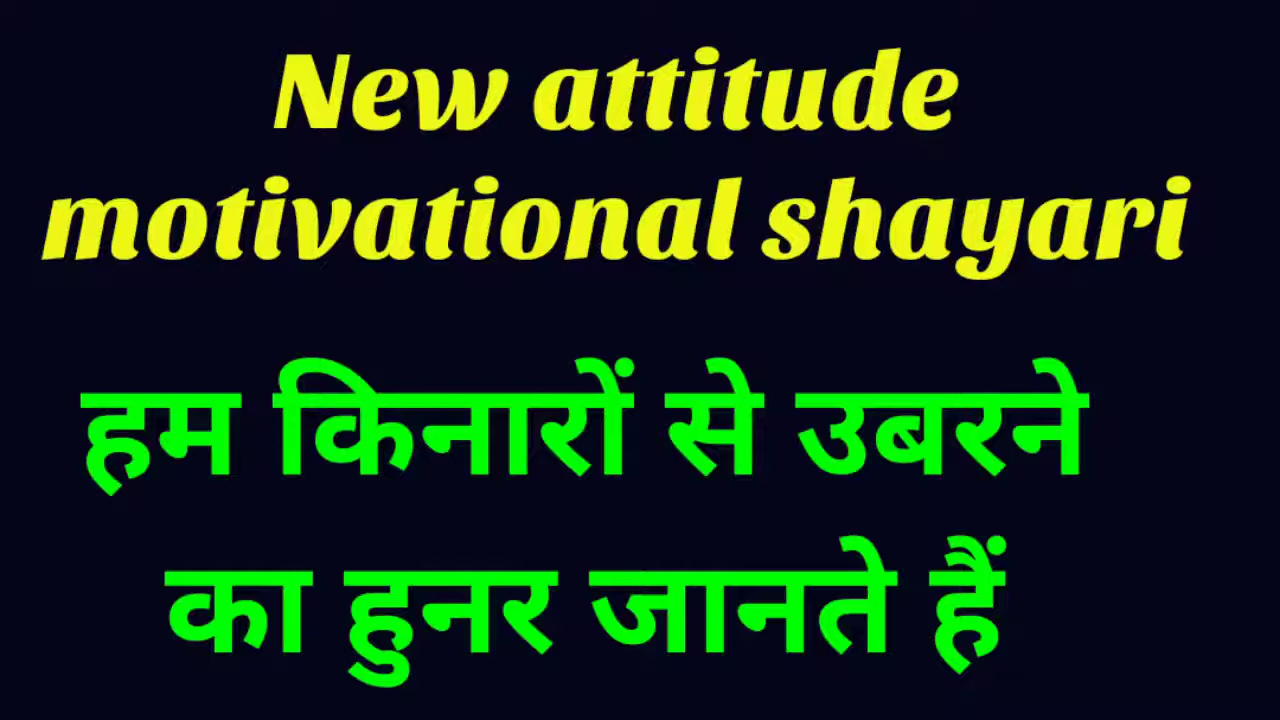 New attitude
motivational shayari
हम किनारों से उबरने
का हुनर जानते हैं